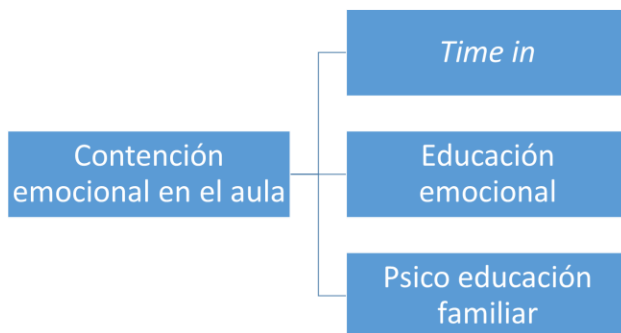 Time in
Contención
emocional en el aula
Educación
emocional
Psico educación
familiar